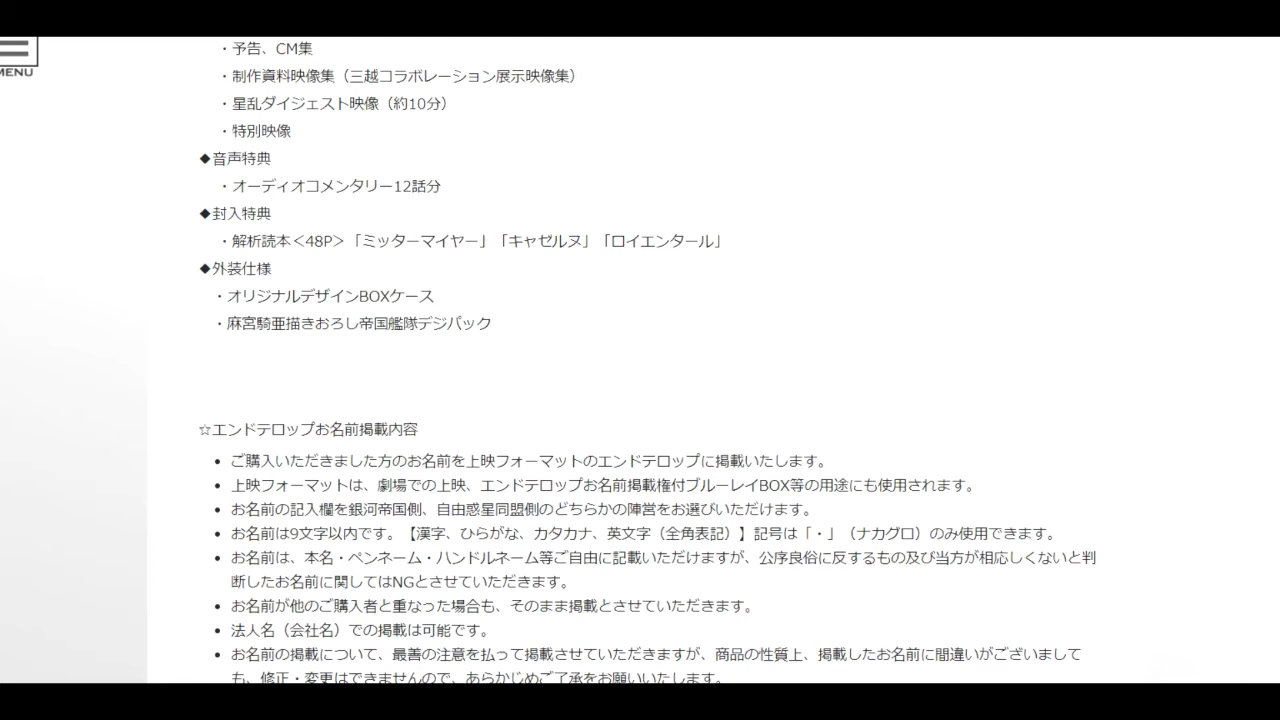 MENU
・予告、CM集
・制作資料映像集（三越コラボレーション展示映像集）
・星乱ダイジェスト映像（約10分）
・特別映像
◆音声特典
・オーディオコメンタリー12話分
◆封入特典
・解析読本＜48P＞「ミッターマイヤー」「キャゼルヌ」「ロイエンタール」
◆外装仕様
・オリジナルデザインBOXケース
・麻宮騎亜描きおろし帝国艦隊デジパック
☆エンドテロップお名前掲載内容
• ご購入いただきました方のお名前を上映フォーマットのエンドテロップに掲載いたします。
• 上映フォーマットは、劇場での上映、エンドテロップお名前掲載権付ブルーレイBOX等の用途にも使用されます。
• お名前の記入欄を銀河帝国側、自由惑星同盟側のどちらかの陣営をお選びいただけます。
• お名前は9文字以内です。【漢字、ひらがな、カタカナ、英文字（全角表記）】記号は「・」（ナカグロ）のみ使用できます。
• お名前は、本名・ペンネーム・ハンドルネーム等ご自由に記載いただけますが、公序良俗に反するもの及び当方が相応しくないと判
断したお名前に関してはNGとさせていただきます。
• お名前が他のご購入者と重なった場合も、そのまま掲載とさせていただきます。
• 法人名（会社名）での掲載は可能です。
• お名前の掲載について、最善の注意を払って掲載させていただきますが、商品の性質上、掲載したお名前に間違いがございまして
も、修正・変更はできませんので、あらかじめご了承をお願いいたします。